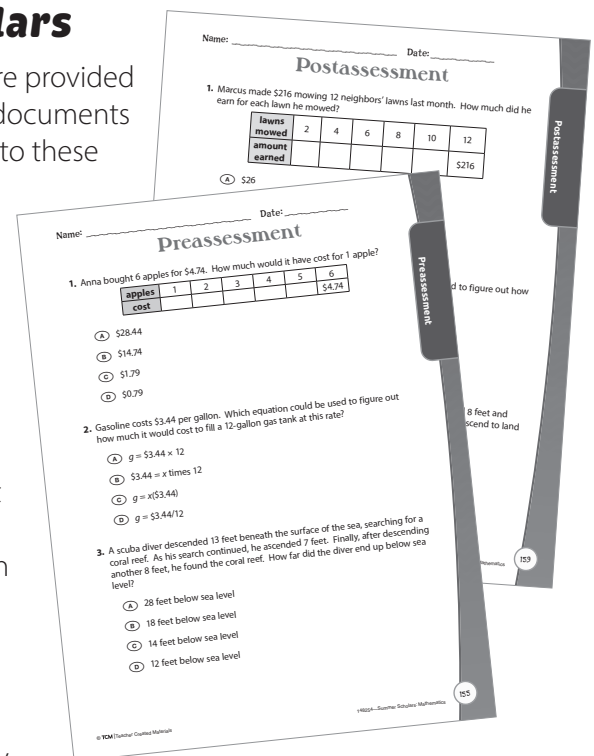 lars
re provided
documents
to these
Name:
Date:
Postassessment
1. Marcus made $216 mowing 12 neighbors' lawns last month. How much did he
earn for each lawn he mowed?
lawns mowed 2 4 6 8 10 12
amount earned $216
A $26
Postassessment
d to figure out how
8 feet and
scend to land
159
Name:
Date:
Preassessment
1. Anna bought 6 apples for $4.74. How much would it have cost for 1 apple?
apples 1 2 3 4 5 6
cost $4.74
A $28.44
B $14.74
C $1.79
D $0.79
Preassessment
2. Gasoline costs $3.44 per gallon. Which equation could be used to figure out
how much it would cost to fill a 12-gallon gas tank at this rate?
A g = $3.44 × 12
B $3.44 = x times 12
C g = x($3.44)
D g = $3.44/12
3. A scuba diver descended 13 feet beneath the surface of the sea, searching for a
coral reef. As his search continued, he ascended 7 feet. Finally, after descending
another 8 feet, he found the coral reef. How far did the diver end up below sea
level?
A 28 feet below sea level
B 18 feet below sea level
C 14 feet below sea level
D 12 feet below sea level
© TCM | Teacher Created Materials
Summer Scholars: Mathematics
155